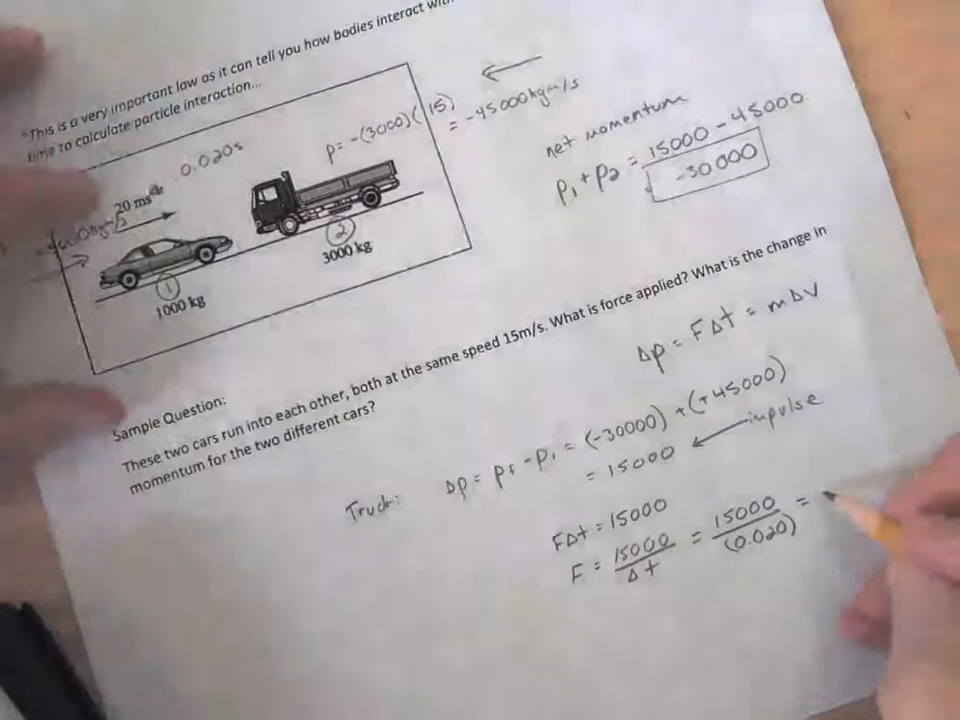 "This is a very important law as it can tell you how bodies interact
time to calculate particle interaction...
0.020s
p = -(3000)(15)
= -45000kgm/s
20 ms
1
1000 kg
2
3000 kg
net momentum
p1 + p2 = 15000 - 45000
-30000
Sample Question:
These two cars run into each other, both at the same speed 15m/s. What is force applied? What is the change in
momentum for the two different cars?
Δp = FΔt = mΔv
Truck: Δp = pf - pi = (-30000) + (+45000)
= 15000 impulse
FΔt = 15000
F = 15000/Δt = 15000/(0.020) =